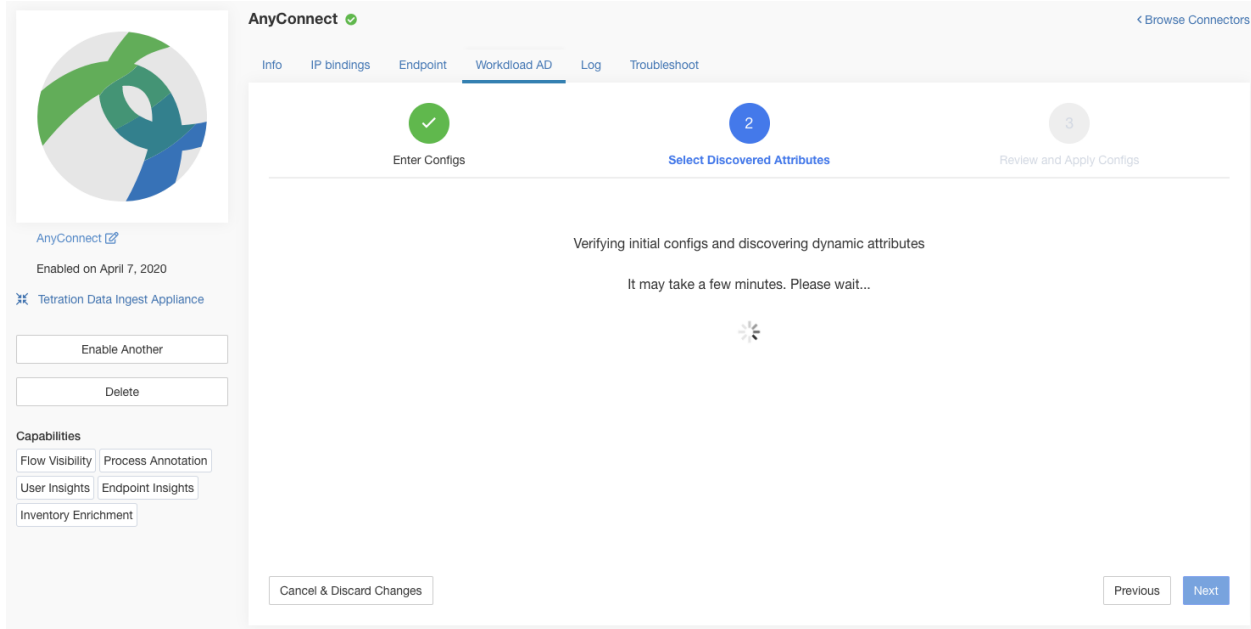 AnyConnect
< Browse Connectors
Info IP bindings Endpoint Workdload AD Log Troubleshoot
2 3
Enter Configs Select Discovered Attributes Review and Apply Configs
Verifying initial configs and discovering dynamic attributes
It may take a few minutes. Please wait...
AnyConnect
Enabled on April 7, 2020
Tetration Data Ingest Appliance
Enable Another
Delete
Capabilities
Flow Visibility Process Annotation
User Insights Endpoint Insights
Inventory Enrichment
Cancel & Discard Changes Previous Next